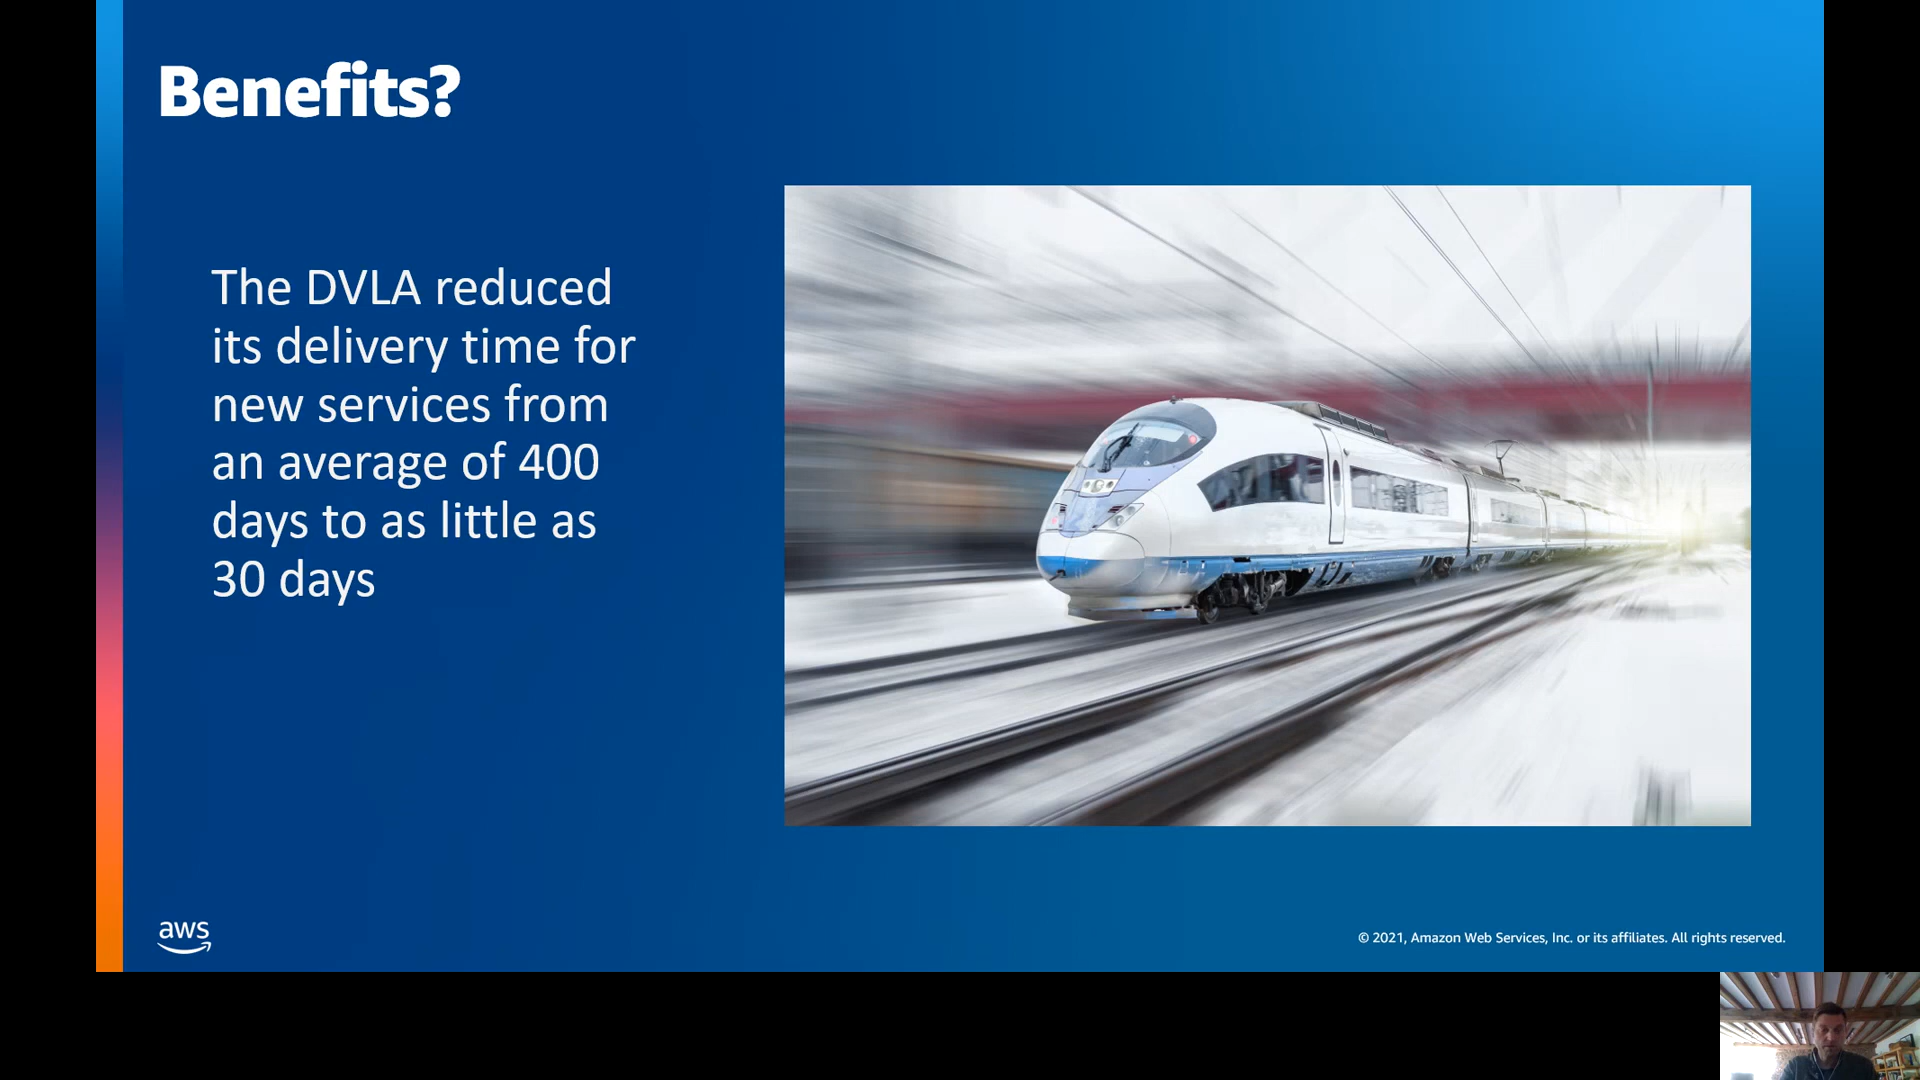 Benefits?
The DVLA reduced
its delivery time for
new services from
an average of 400
days to as little as
30 days
aws
© 2021, Amazon Web Services, Inc. or its affiliates. All rights reserved.